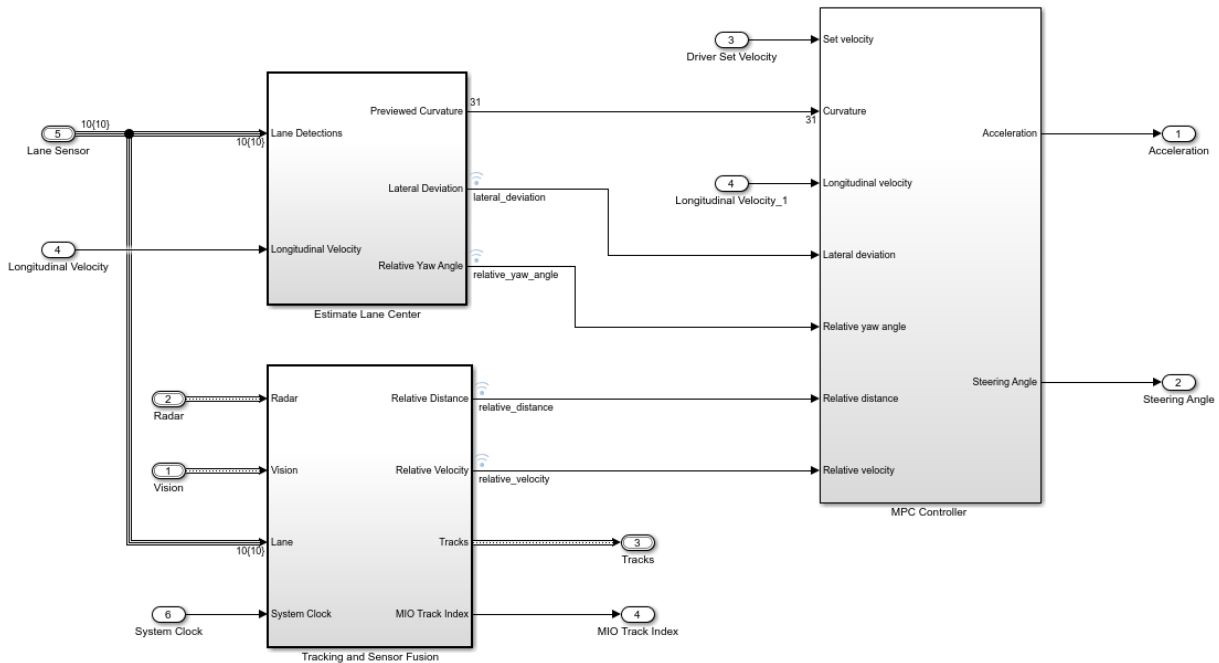 3
Driver Set Velocity
Set velocity
Previewed Curvature
31
Curvature
31
5
Lane Sensor
10{10}
10{10}
Lane Detections
Acceleration
1
Acceleration
Lateral Deviation
lateral_deviation
4
Longitudinal Velocity_1
Longitudinal velocity
4
Longitudinal Velocity
Longitudinal Velocity
Lateral deviation
Relative Yaw Angle
relative_yaw_angle
Estimate Lane Center
Relative yaw angle
Steering Angle
2
Steering Angle
2
Radar
Radar
Relative Distance
relative_distance
Relative distance
1
Vision
Vision
Relative Velocity
relative_velocity
Relative velocity
MPC Controller
10{10}
Lane
Tracks
3
Tracks
6
System Clock
System Clock
MIO Track Index
4
MIO Track Index
Tracking and Sensor Fusion